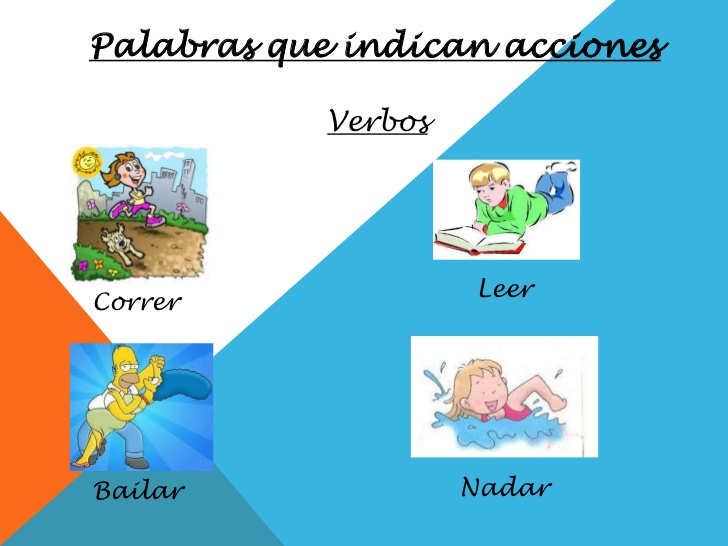 Palabras que indican acciones
Verbos
Correr
Leer
Bailar
Nadar